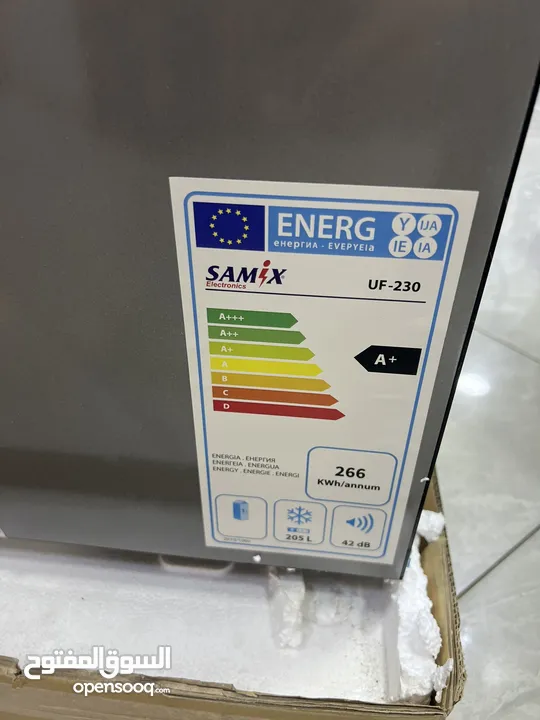 ENERG
енергия - ΕΝΕΡΥΕΙΑ
Y
IJA
IE
IA
SAMIX
Electronics
UF-230
A+++
A++
A+
A
B
C
D
A+
ENERGIA . ЕНЕРГИЯ
ΕΝΕΡΓΕΙΑ . ENERGIJA
ENERGY . ENERGIE . ENERGI
266
KWh/annum
205 L
42 dB
السوق المفتوح
opensooq.com